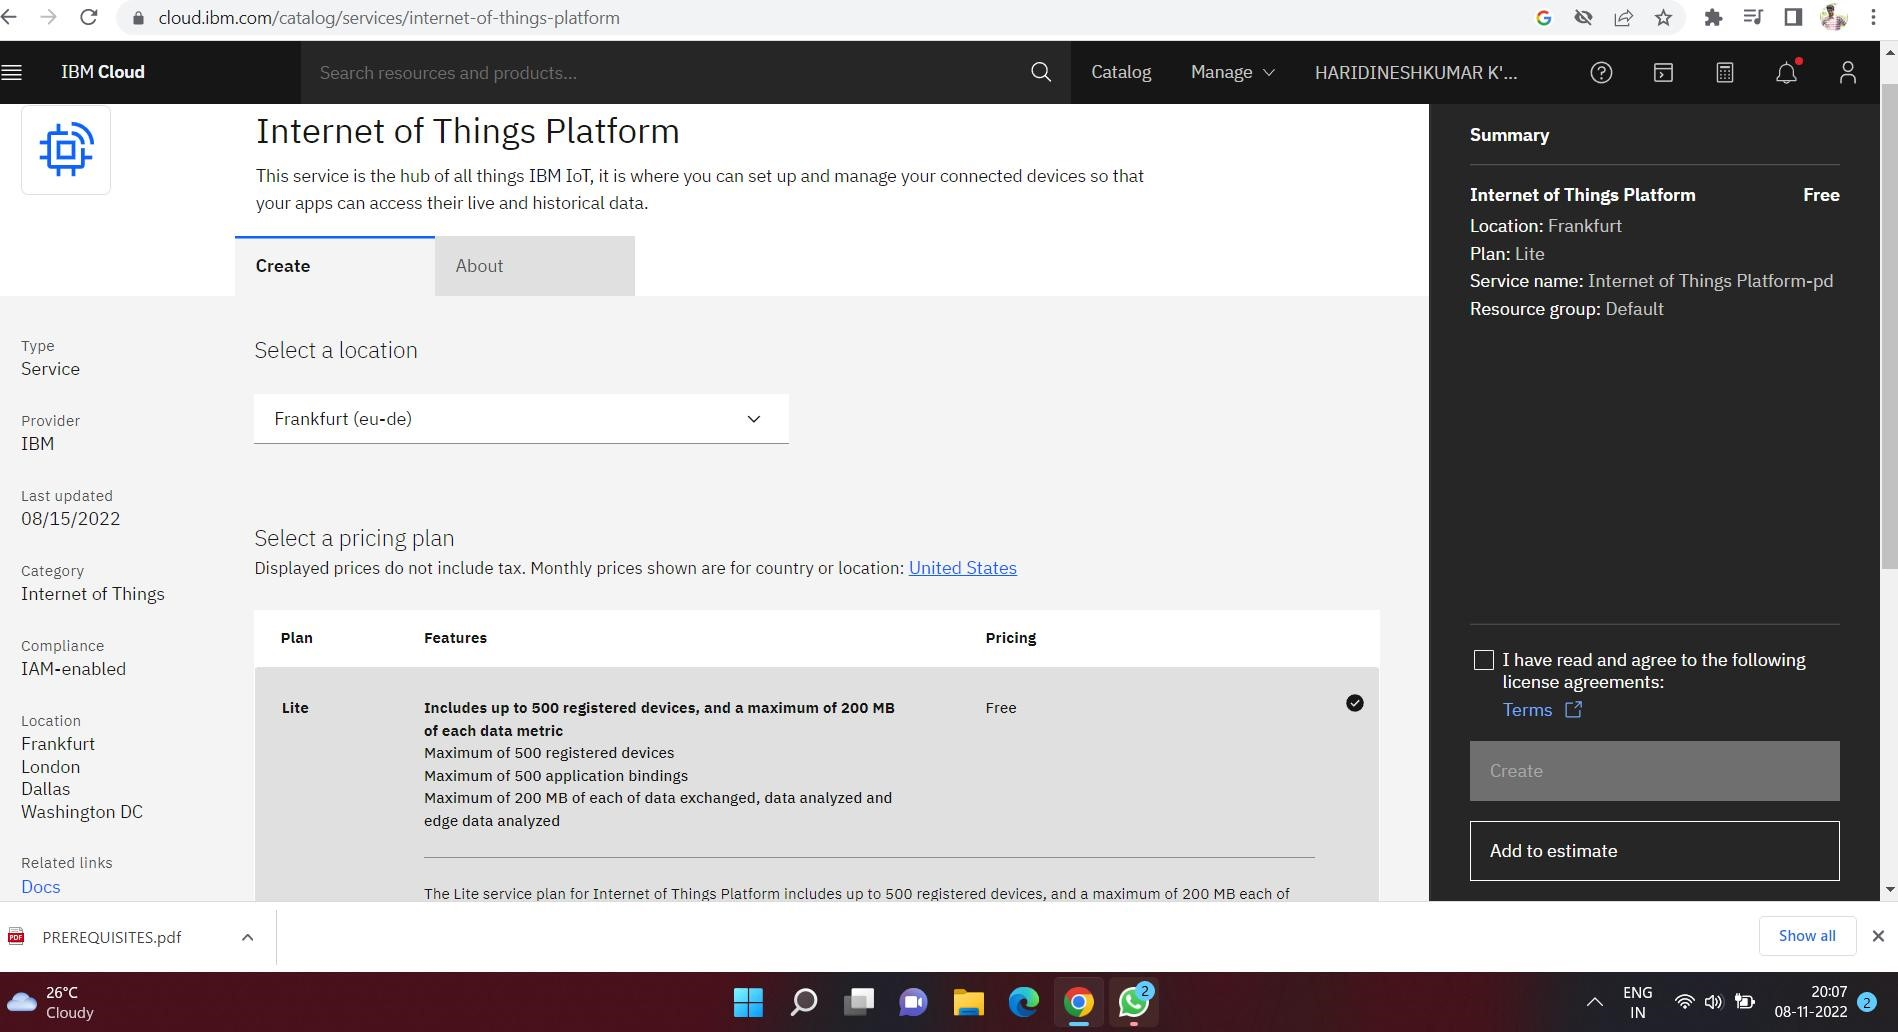 cloud.ibm.com/catalog/services/internet-of-things-platform
IBM Cloud
Search resources and products...
Catalog
Manage
HARIDINESHKUMAR K'...
Internet of Things Platform
This service is the hub of all things IBM IoT, it is where you can set up and manage your connected devices so that
your apps can access their live and historical data.
Create
About
Type
Service
Provider
IBM
Last updated
08/15/2022
Category
Internet of Things
Compliance
IAM-enabled
Location
Frankfurt
London
Dallas
Washington DC
Related links
Docs
Select a location
Frankfurt (eu-de)
Select a pricing plan
Displayed prices do not include tax. Monthly prices shown are for country or location: United States
Plan
Features
Pricing
Lite
Includes up to 500 registered devices, and a maximum of 200 MB
of each data metric
Maximum of 500 registered devices
Maximum of 500 application bindings
Maximum of 200 MB of each of data exchanged, data analyzed and
edge data analyzed
Free
The Lite service plan for Internet of Things Platform includes up to 500 registered devices, and a maximum of 200 MB each of
Summary
Internet of Things Platform Free
Location: Frankfurt
Plan: Lite
Service name: Internet of Things Platform-pd
Resource group: Default
I have read and agree to the following
license agreements:
Terms
Create
Add to estimate
PDF
PREREQUISITES.pdf
Show all
26°C
Cloudy
2
ENG
IN
20:07
08-11-2022
2